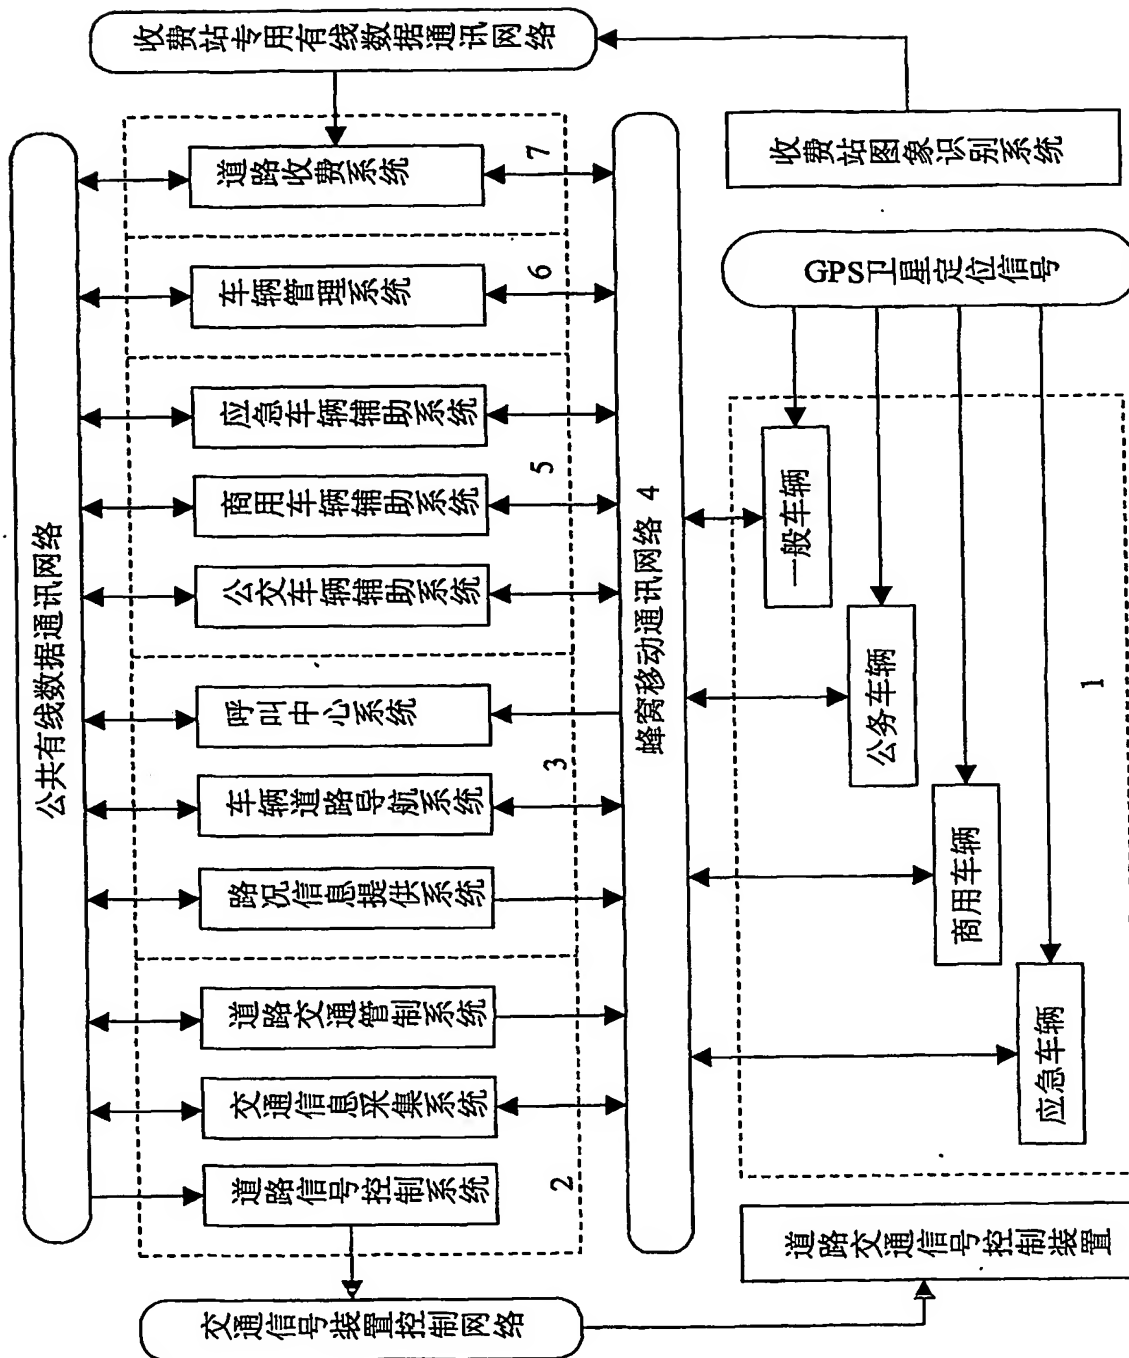 收费站专用有线数据通讯网络
公共有线数据通讯网络
道路收费系统
7
收费站图象识别系统
车辆管理系统
6
GPS卫星定位信号
应急车辆辅助系统
商用车辆辅助系统
5
公交车辆辅助系统
呼叫中心系统
车辆道路导航系统
3
路况信息提供系统
蜂窝移动通讯网络 4
一般车辆
公务车辆
商用车辆
应急车辆
1
道路交通管制系统
交通信息采集系统
道路信号控制系统
2
交通信号装置控制网络
道路交通信号控制装置